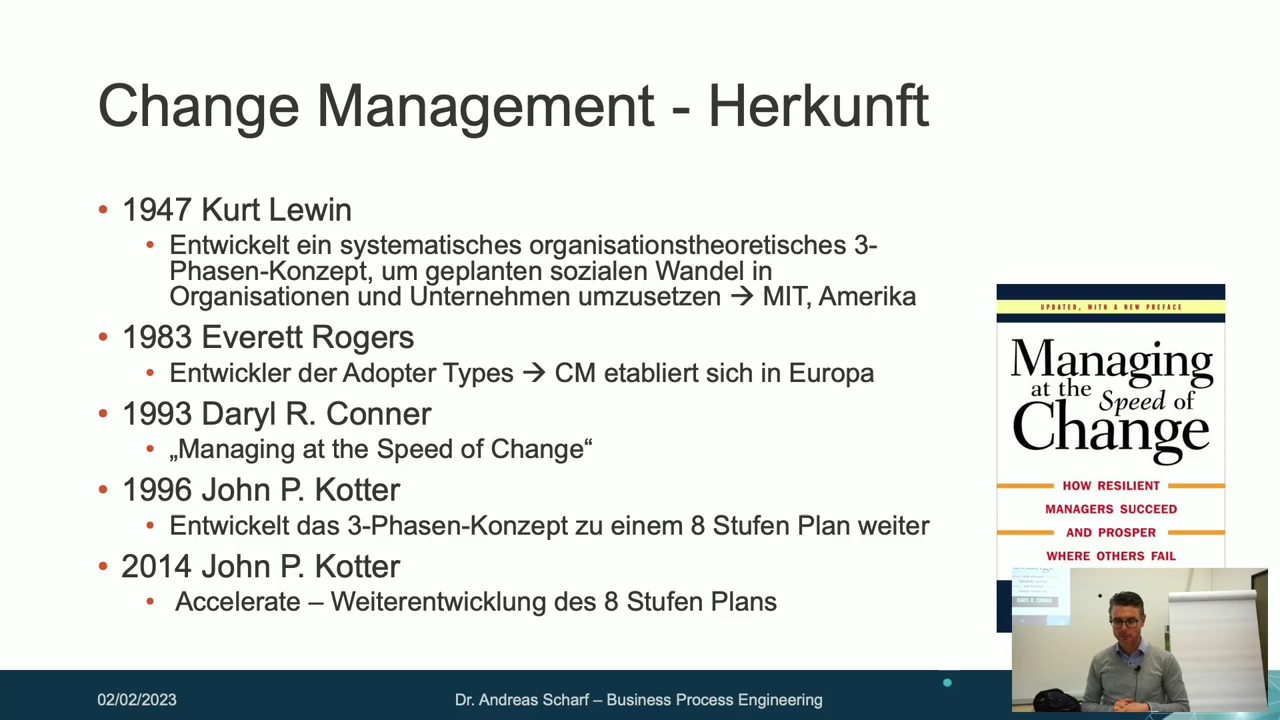 Change Management - Herkunft
• 1947 Kurt Lewin
• Entwickelt ein systematisches organisationstheoretisches 3-
Phasen-Konzept, um geplanten sozialen Wandel in
Organisationen und Unternehmen umzusetzen → MIT, Amerika
• 1983 Everett Rogers
• Entwickler der Adopter Types → CM etabliert sich in Europa
• 1993 Daryl R. Conner
• „Managing at the Speed of Change“
• 1996 John P. Kotter
• Entwickelt das 3-Phasen-Konzept zu einem 8 Stufen Plan weiter
• 2014 John P. Kotter
• Accelerate – Weiterentwicklung des 8 Stufen Plans
UPDATED, WITH A NEW PREFACE
Managing
at the Speed of
Change
HOW RESILIENT
MANAGERS SUCCEED
AND PROSPER
WHERE OTHERS FAIL
02/02/2023
Dr. Andreas Scharf – Business Process Engineering